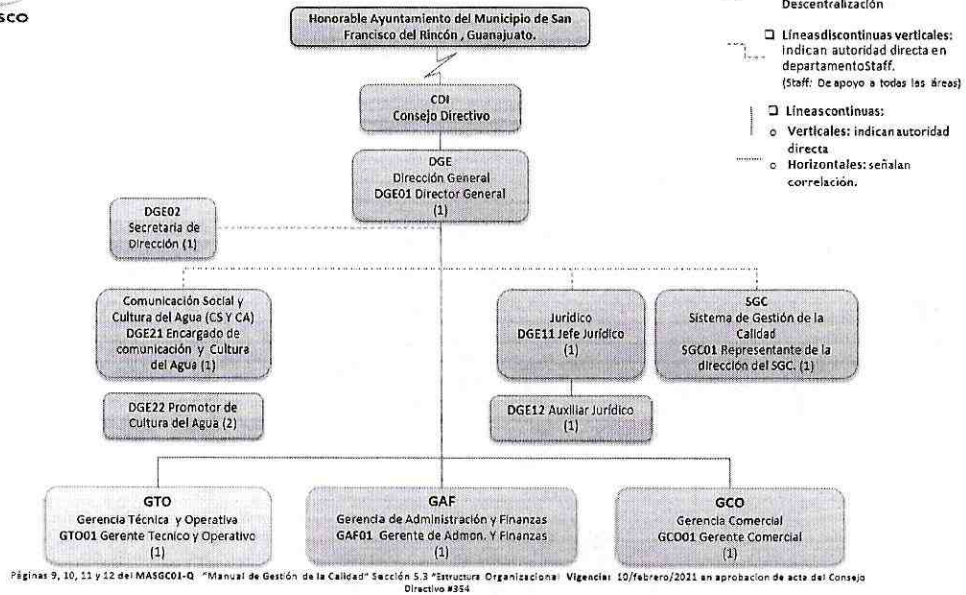 SCO
Honorable Ayuntamiento del Municipio de San
Francisco del Rincón , Guanajuato.
CDI
Consejo Directivo
DGE
Dirección General
DGE01 Director General
(1)
DGE02
Secretaria de
Dirección (1)
Comunicación Social y
Cultura del Agua (CS Y CA)
DGE21 Encargado de
comunicación y Cultura
del Agua (1)
DGE22 Promotor de
Cultura del Agua (2)
Jurídico
DGE11 Jefe Jurídico
(1)
DGE12 Auxiliar Jurídico
(1)
SGC
Sistema de Gestión de la
Calidad
SGC01 Representante de la
dirección del SGC. (1)
GTO
Gerencia Técnica y Operativa
GTO01 Gerente Tecnico y Operativo
(1)
GAF
Gerencia de Administración y Finanzas
GAF01 Gerente de Admon. Y Finanzas
(1)
GCO
Gerencia Comercial
GCO01 Gerente Comercial
(1)
Descentralización
Líneasdiscontinuas verticales:
Indican autoridad directa en
departamentoStaff.
(Staff: De apoyo a todas las áreas)
Líneascontinuas:
o Verticales: indican autoridad
directa
o Horizontales: señalan
correlación.
Páginas 9, 10, 11 y 12 del MASGC01-Q "Manual de Gestión de la Calidad" Sección 5.3 "Estructura Organizacional Vigencia: 10/febrero/2021 en aprobacion de acta del Consejo
Directivo #354